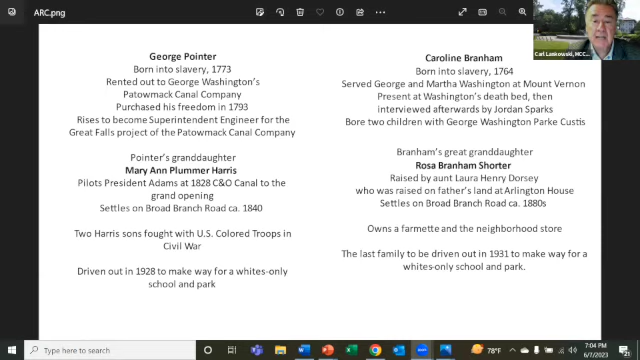 ARC.png
Carl Lankowski, MCC...
George Pointer
Born into slavery, 1773
Rented out to George Washington's
Patowmack Canal Company
Purchased his freedom in 1793
Rises to become Superintendent Engineer for the
Great Falls project of the Patowmack Canal Company
Pointer's granddaughter
Mary Ann Plummer Harris
Pilots President Adams at 1828 C&O Canal to the
grand opening
Settles on Broad Branch Road ca. 1840
Two Harris sons fought with U.S. Colored Troops in
Civil War
Driven out in 1928 to make way for a whites-only
school and park
Caroline Branham
Born into slavery, 1764
Served George and Martha Washington at Mount Vernon
Present at Washington's death bed, then
interviewed afterwards by Jordan Sparks
Bore two children with George Washington Parke Custis
Branham's great granddaughter
Rosa Branham Shorter
Raised by aunt Laura Henry Dorsey
who was raised on father's land at Arlington House
Settles on Broad Branch Road ca. 1880s
Owns a farmette and the neighborhood store
The last family to be driven out in 1931 to make way for a
whites-only school and park.
Type here to search
78°F
7:04 PM
6/7/2023